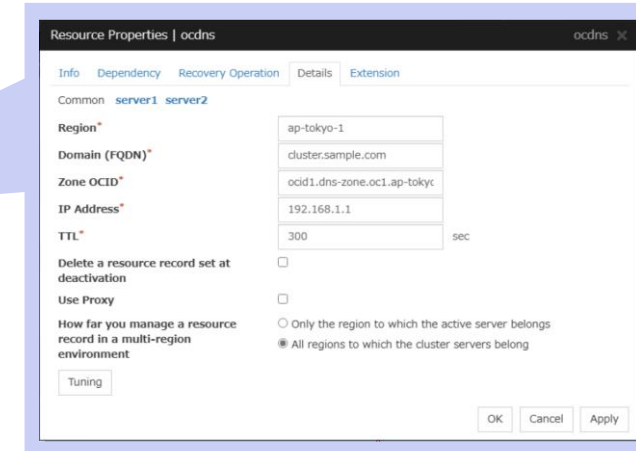 Resource Properties | ocdns ocdns ×
Info Dependency Recovery Operation Details Extension
Common server1 server2
Region* ap-tokyo-1
Domain (FQDN)* cluster.sample.com
Zone OCID* ocid1.dns-zone.oc1.ap-tokyo
IP Address* 192.168.1.1
TTL* 300 sec
Delete a resource record set at
deactivation
Use Proxy
How far you manage a resource
record in a multi-region
environment
Only the region to which the active server belongs
All regions to which the cluster servers belong
Tuning
OK Cancel Apply